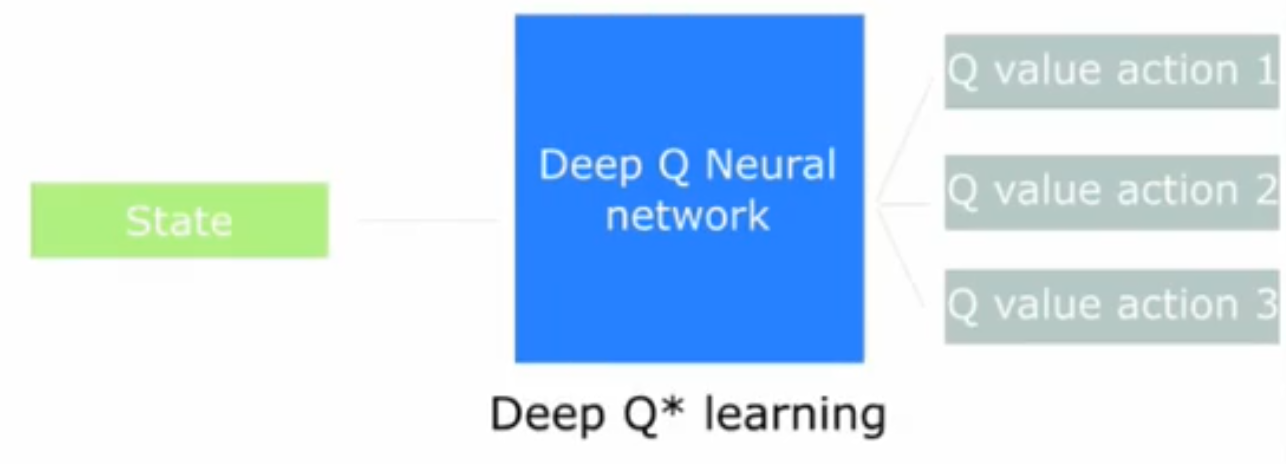 State
Deep Q Neural
network
Q value action 1
Q value action 2
Q value action 3
Deep Q* learning